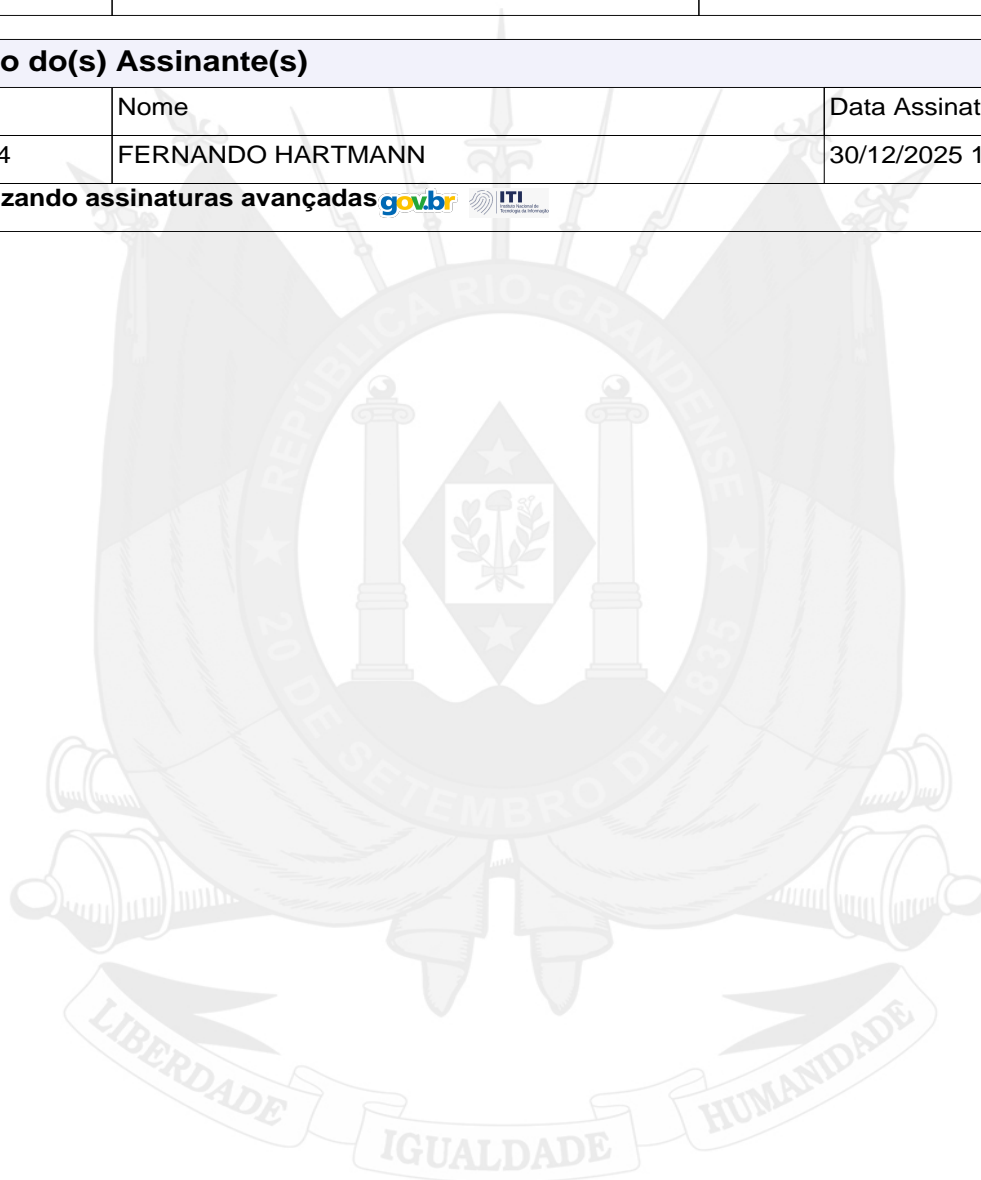 o do(s) Assinante(s)
Nome Data Assinat
4 FERNANDO HARTMANN 30/12/2025 1
zando assinaturas avançadas gov.br ITI
REPÚBLICA RIO-GRANDENSE
20 DE SETEMBRO DE 1835
LIBERDADE IGUALDADE HUMANIDADE